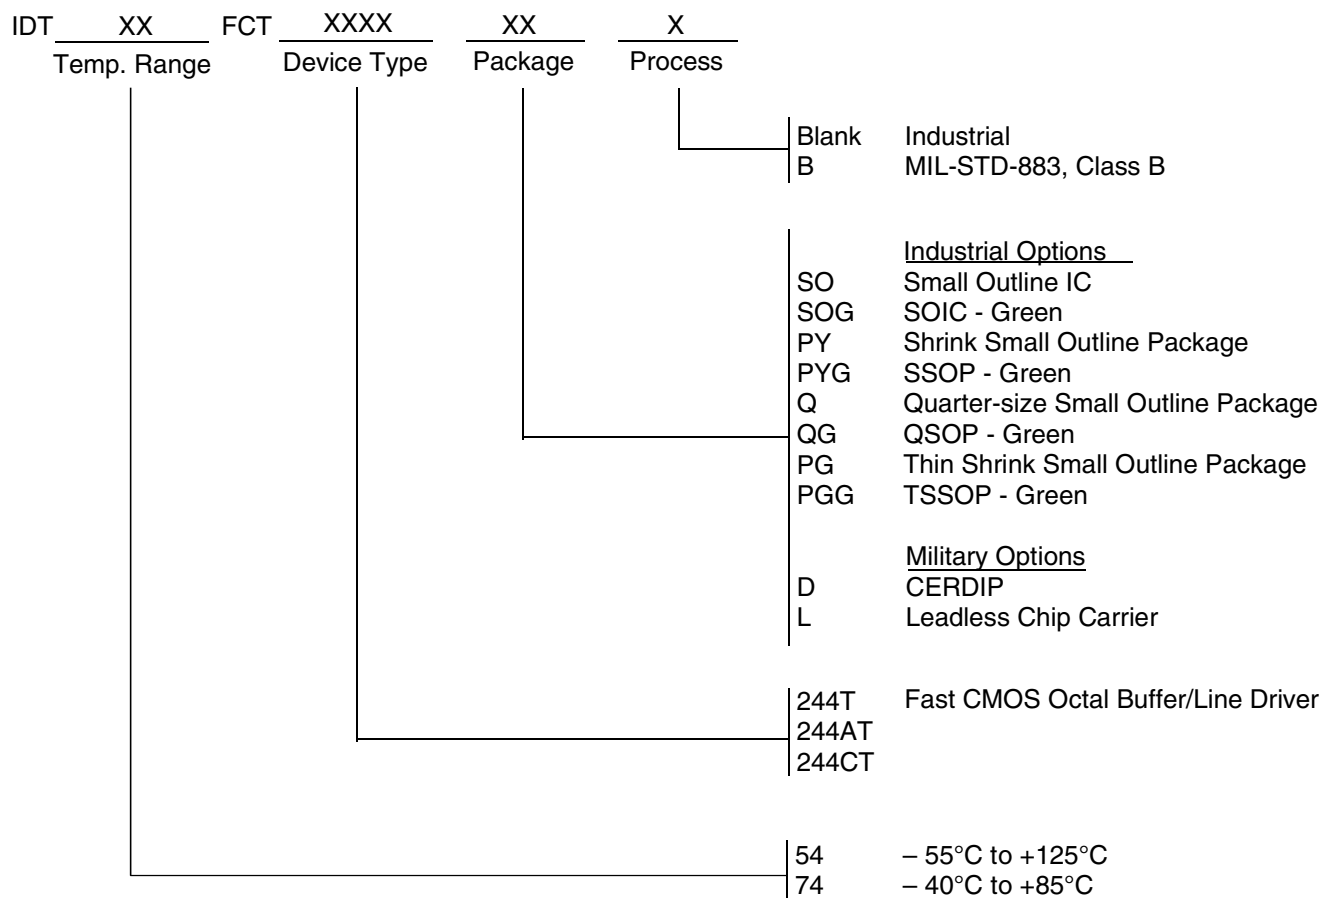 IDT XX FCT XXXX XX X
Temp. Range Device Type Package Process
Blank Industrial
B MIL-STD-883, Class B
Industrial Options
SO Small Outline IC
SOG SOIC - Green
PY Shrink Small Outline Package
PYG SSOP - Green
Q Quarter-size Small Outline Package
QG QSOP - Green
PG Thin Shrink Small Outline Package
PGG TSSOP - Green
Military Options
D CERDIP
L Leadless Chip Carrier
244T Fast CMOS Octal Buffer/Line Driver
244AT
244CT
54 – 55°C to +125°C
74 – 40°C to +85°C